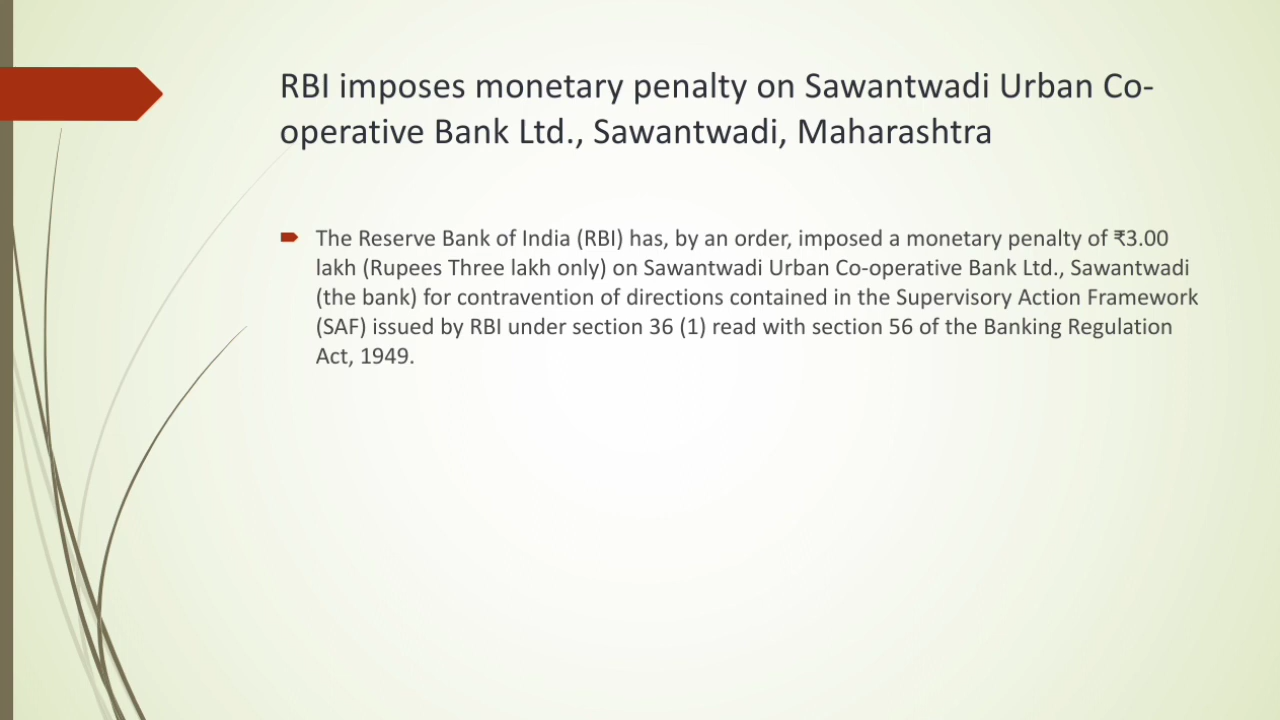 RBI imposes monetary penalty on Sawantwadi Urban Co-
operative Bank Ltd., Sawantwadi, Maharashtra
The Reserve Bank of India (RBI) has, by an order, imposed a monetary penalty of ₹3.00
lakh (Rupees Three lakh only) on Sawantwadi Urban Co-operative Bank Ltd., Sawantwadi
(the bank) for contravention of directions contained in the Supervisory Action Framework
(SAF) issued by RBI under section 36 (1) read with section 56 of the Banking Regulation
Act, 1949.